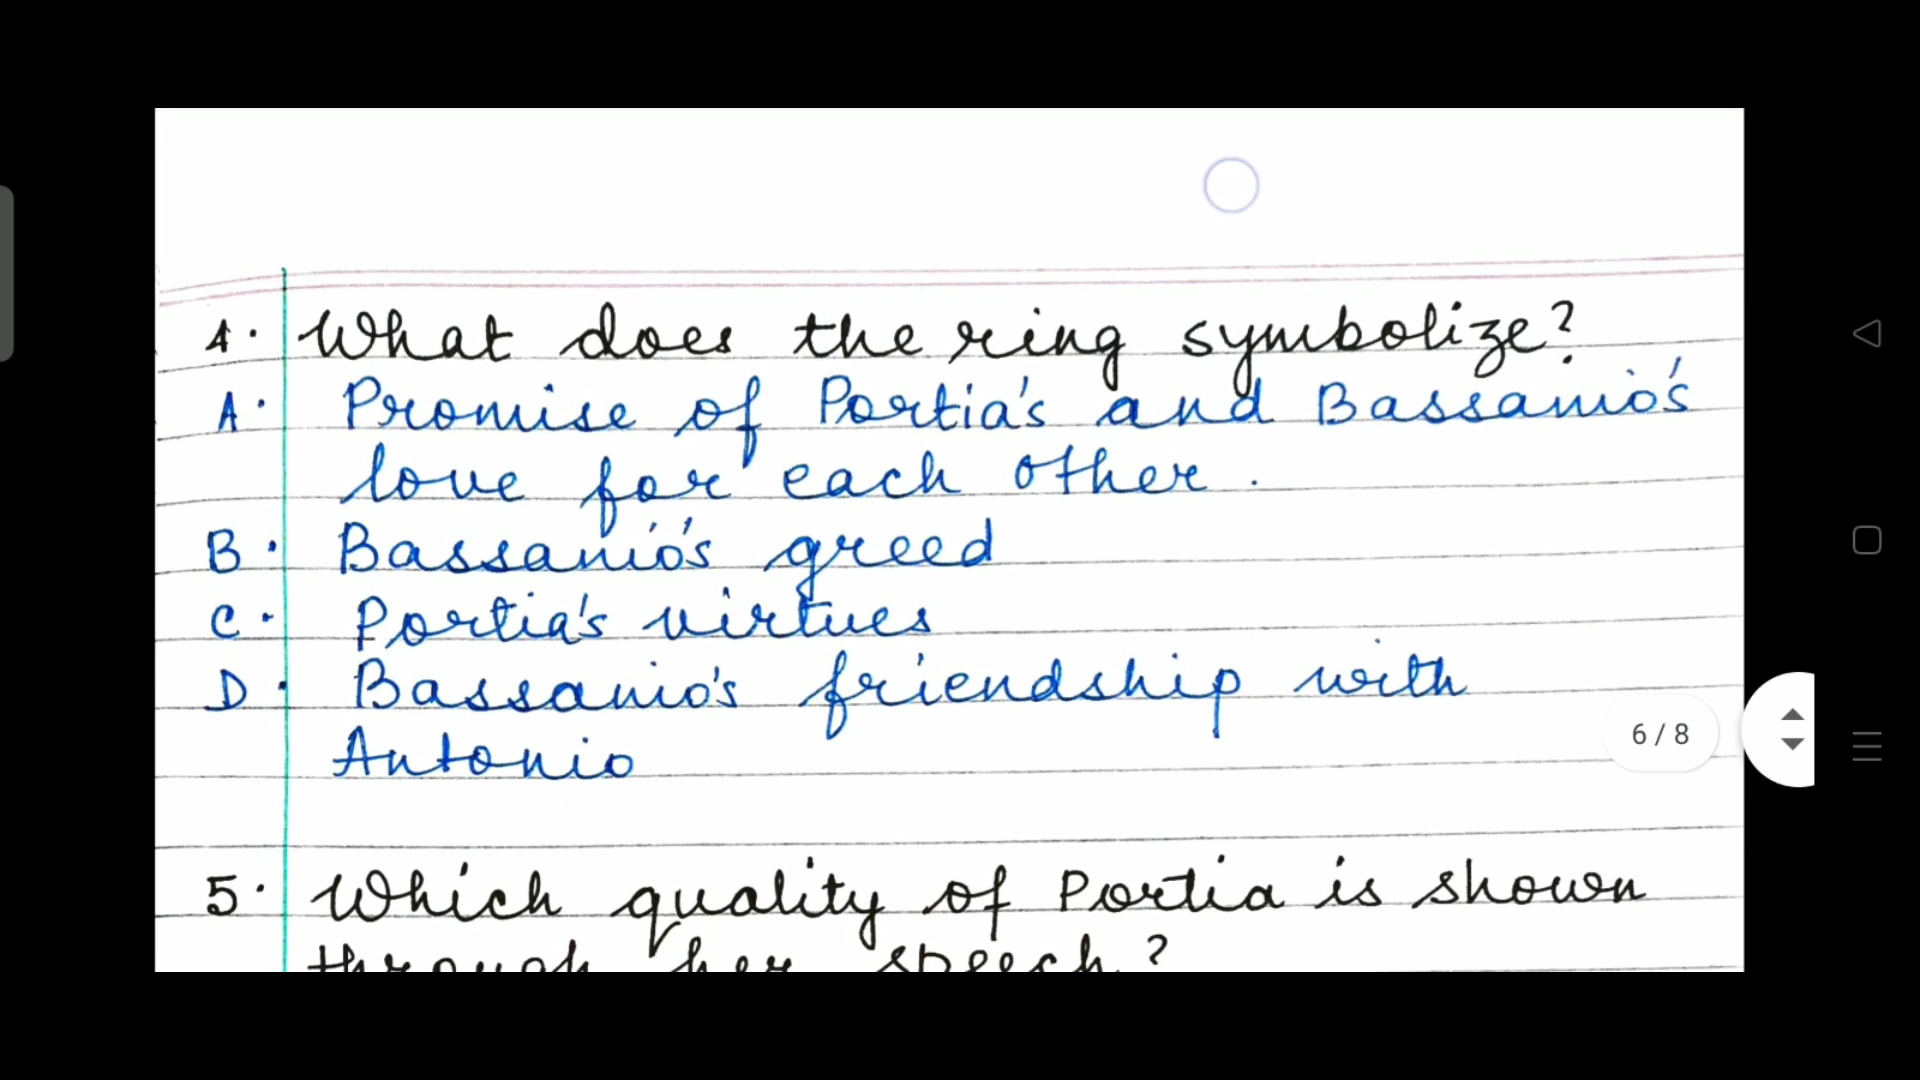 4. What does the ring symbolize?
A. Promise of Portia's and Bassanio's
love for each other.
B. Bassanio's greed
C. Portia's virtues
D. Bassanio's friendship with
Antonio
6/8
5. Which quality of Portia is shown
through her speech?